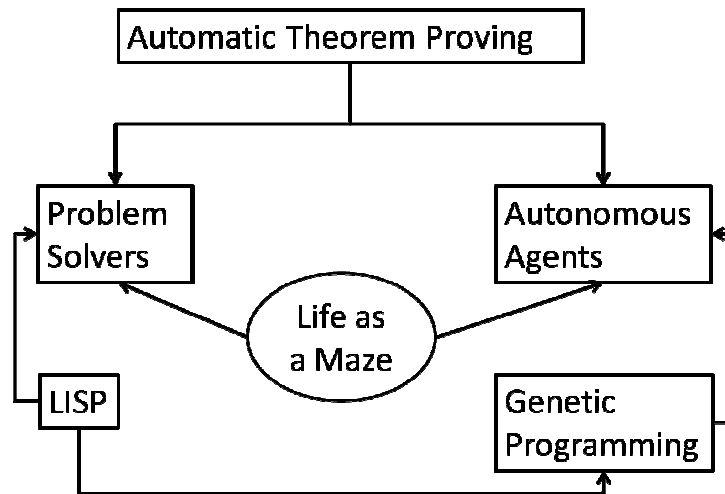 Automatic Theorem Proving
Problem
Solvers
Autonomous
Agents
Life as
a Maze
LISP
Genetic
Programming